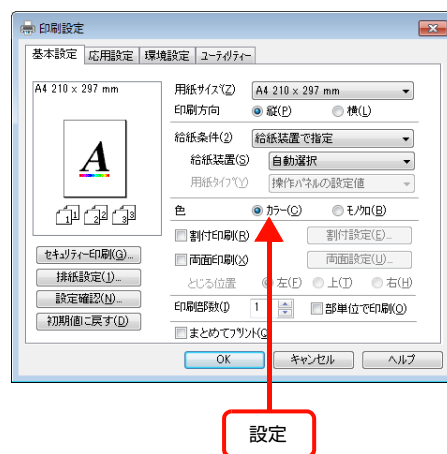 印刷設定
基本設定 応用設定 環境設定 ユーティリティー
A4 210 x 297 mm
A
1 1 2 2 3 3
セキュリティー印刷(G)...
排紙設定(J)...
設定確認(N)...
初期値に戻す(D)
用紙サイズ(Z) A4 210 x 297 mm
印刷方向 縦(P) 横(L)
給紙条件(2) 給紙装置で指定
給紙装置(S) 自動選択
用紙タイプ(Y) 操作パネルの設定値
色 カラー(C) モノクロ(B)
割付印刷(R) 割付設定(E)...
両面印刷(X) 両面設定(U)...
とじる位置 左(F) 上(T) 右(H)
印刷部数(I) 1 部単位で印刷(O)
まとめてプリント(Q)
OK キャンセル ヘルプ
設定